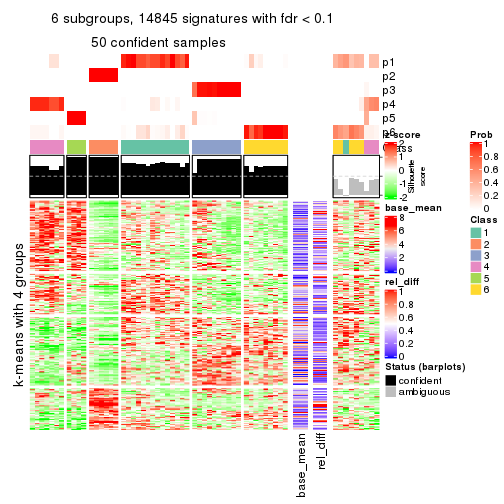 6 subgroups, 14845 signatures with fdr < 0.1
50 confident samples
p1
p2
p3
p4
p5
p6
Class
z-score
2
1
0
-1
-2
Silhouette
score
base_mean
8
6
4
2
0
rel_diff
1
0.8
0.6
0.4
0.2
0
Prob
1
0.8
0.6
0.4
0.2
0
Class
1
2
3
4
5
6
Status (barplots)
confident
ambiguous
k-means with 4 groups
base_mean
rel_diff